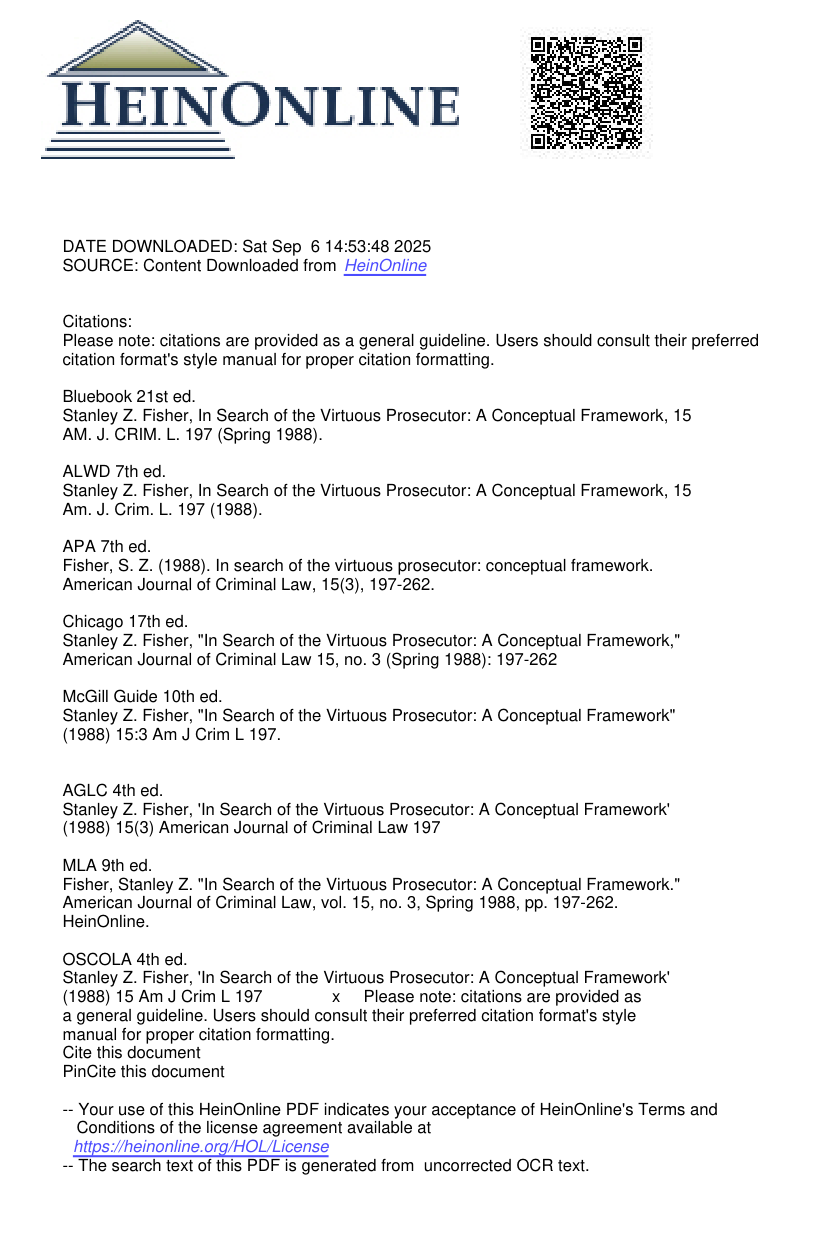 HEINONLINE
DATE DOWNLOADED: Sat Sep  6 14:53:48 2025
SOURCE: Content Downloaded from HeinOnline
Citations:
Please note: citations are provided as a general guideline. Users should consult their preferred
citation format's style manual for proper citation formatting.
Bluebook 21st ed.
Stanley Z. Fisher, In Search of the Virtuous Prosecutor: A Conceptual Framework, 15
AM. J. CRIM. L. 197 (Spring 1988).
ALWD 7th ed.
Stanley Z. Fisher, In Search of the Virtuous Prosecutor: A Conceptual Framework, 15
Am. J. Crim. L. 197 (1988).
APA 7th ed.
Fisher, S. Z. (1988). In search of the virtuous prosecutor: conceptual framework.
American Journal of Criminal Law, 15(3), 197-262.
Chicago 17th ed.
Stanley Z. Fisher, "In Search of the Virtuous Prosecutor: A Conceptual Framework,"
American Journal of Criminal Law 15, no. 3 (Spring 1988): 197-262
McGill Guide 10th ed.
Stanley Z. Fisher, "In Search of the Virtuous Prosecutor: A Conceptual Framework"
(1988) 15:3 Am J Crim L 197.
AGLC 4th ed.
Stanley Z. Fisher, 'In Search of the Virtuous Prosecutor: A Conceptual Framework'
(1988) 15(3) American Journal of Criminal Law 197
MLA 9th ed.
Fisher, Stanley Z. "In Search of the Virtuous Prosecutor: A Conceptual Framework."
American Journal of Criminal Law, vol. 15, no. 3, Spring 1988, pp. 197-262.
HeinOnline.
OSCOLA 4th ed.
Stanley Z. Fisher, 'In Search of the Virtuous Prosecutor: A Conceptual Framework'
(1988) 15 Am J Crim L 197 x Please note: citations are provided as
a general guideline. Users should consult their preferred citation format's style
manual for proper citation formatting.
Cite this document
PinCite this document
-- Your use of this HeinOnline PDF indicates your acceptance of HeinOnline's Terms and
Conditions of the license agreement available at
https://heinonline.org/HOL/License
-- The search text of this PDF is generated from  uncorrected OCR text.